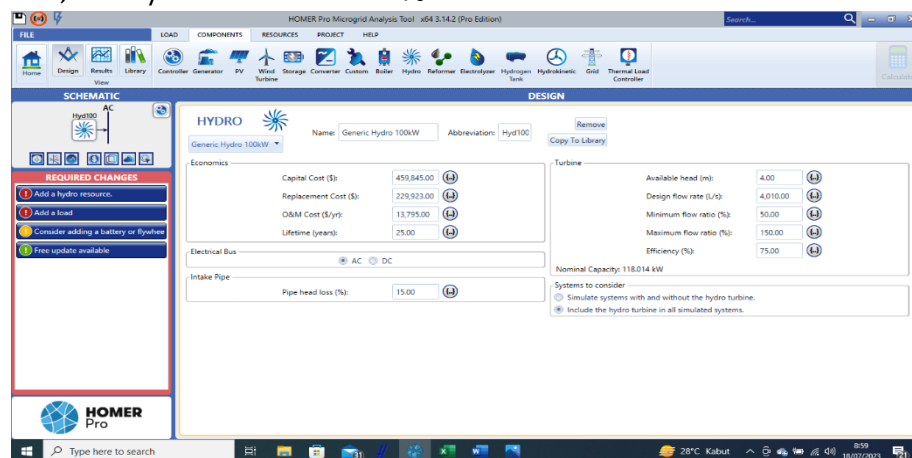 HOMER Pro Microgrid Analysis Tool x64 3.14.2 (Pro Edition)
Search...
FILE
LOAD COMPONENTS RESOURCES PROJECT HELP
Home
Design Results Library
View
Controller Generator PV Wind Turbine Storage Converter Custom Boiler Hydro Reformer Electrolyzer Hydrogen Tank Hydrokinetic Grid Thermal Load Controller
Calculate
SCHEMATIC
DESIGN
AC
Hyd100
REQUIRED CHANGES
Add a hydro resource.
Add a load
Consider adding a battery or flywhee
Free update available
HOMER
Pro
HYDRO
Generic Hydro 100kW
Name: Generic Hydro 100kW
Abbreviation: Hyd100
Remove
Copy To Library
Economics
Capital Cost ($): 459,845.00 (..)
Replacement Cost ($): 229,923.00 (..)
O&M Cost ($/yr): 13,795.00 (..)
Lifetime (years): 25.00 (..)
Electrical Bus
AC DC
Intake Pipe
Pipe head loss (%): 15.00 (..)
Turbine
Available head (m): 4.00 (..)
Design flow rate (L/s): 4,010.00 (..)
Minimum flow ratio (%): 50.00 (..)
Maximum flow ratio (%): 150.00 (..)
Efficiency (%): 75.00 (..)
Nominal Capacity: 118.014 kW
Systems to consider
Simulate systems with and without the hydro turbine.
Include the hydro turbine in all simulated systems.
Type here to search
28°C Kabut
8:59
18/07/2023